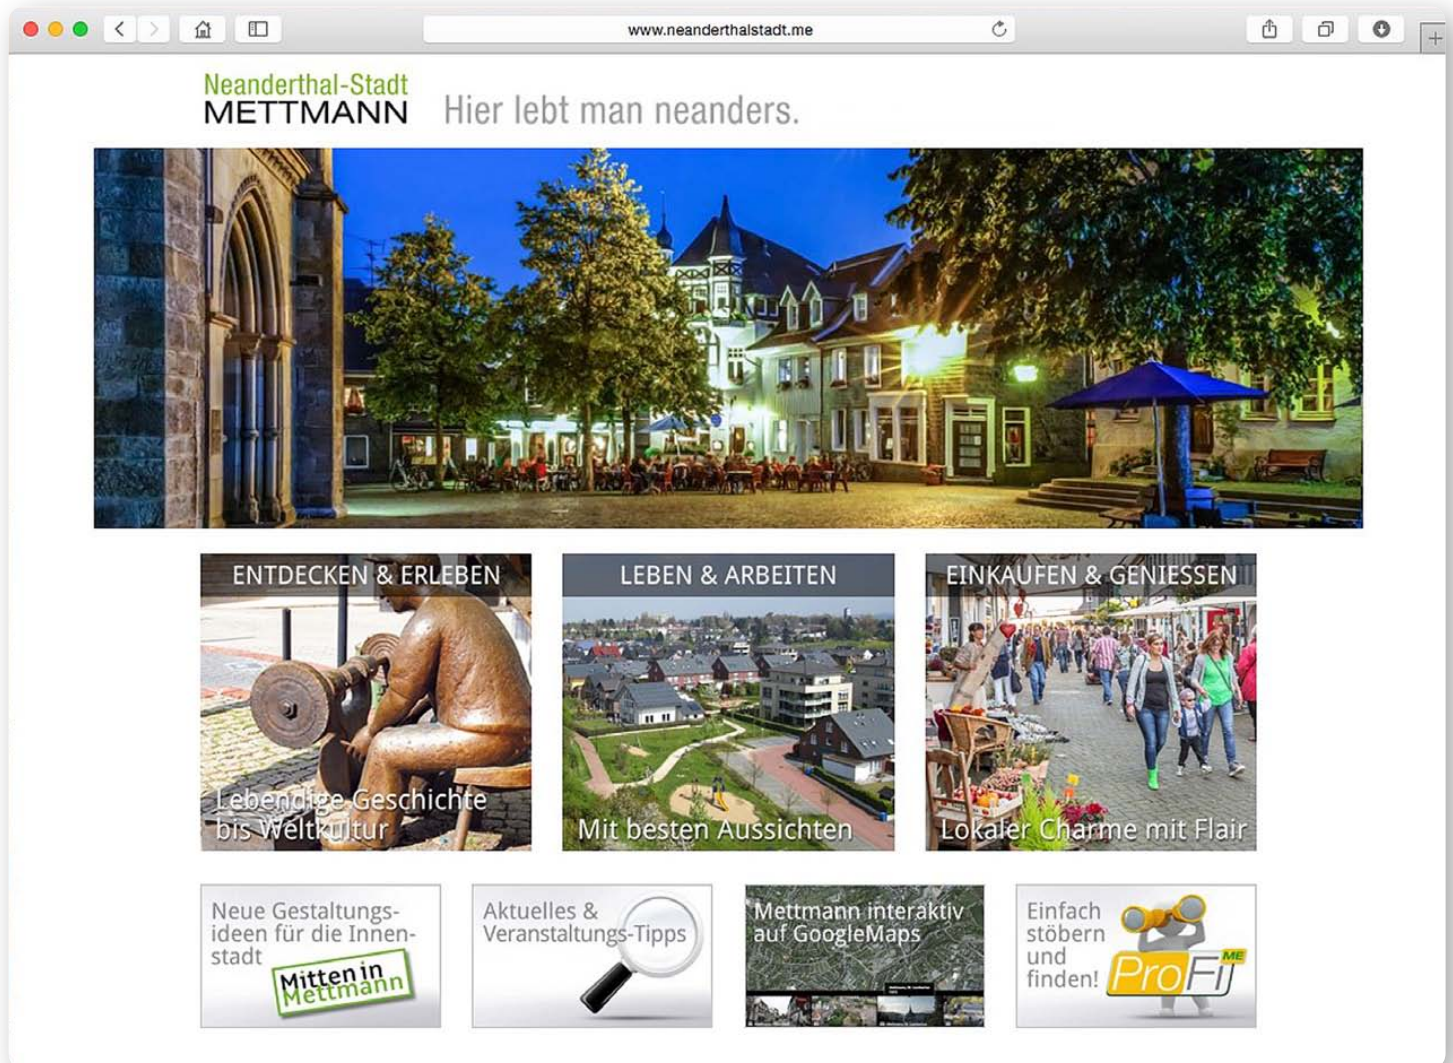 www.neanderthalstadt.me
Neanderthal-Stadt
METTMANN
Hier lebt man neanders.
ENTDECKEN & ERLEBEN
Lebendige Geschichte
bis Weltkultur
LEBEN & ARBEITEN
Mit besten Aussichten
EINKAUFEN & GENIESSEN
Lokaler Charme mit Flair
Neue Gestaltungs-
ideen für die Innen-
stadt
Mitten in
Mettmann
Aktuelles &
Veranstaltungs-Tipps
Mettmann interaktiv
auf GoogleMaps
Einfach
stöbern
und
finden!
ProFi
ME